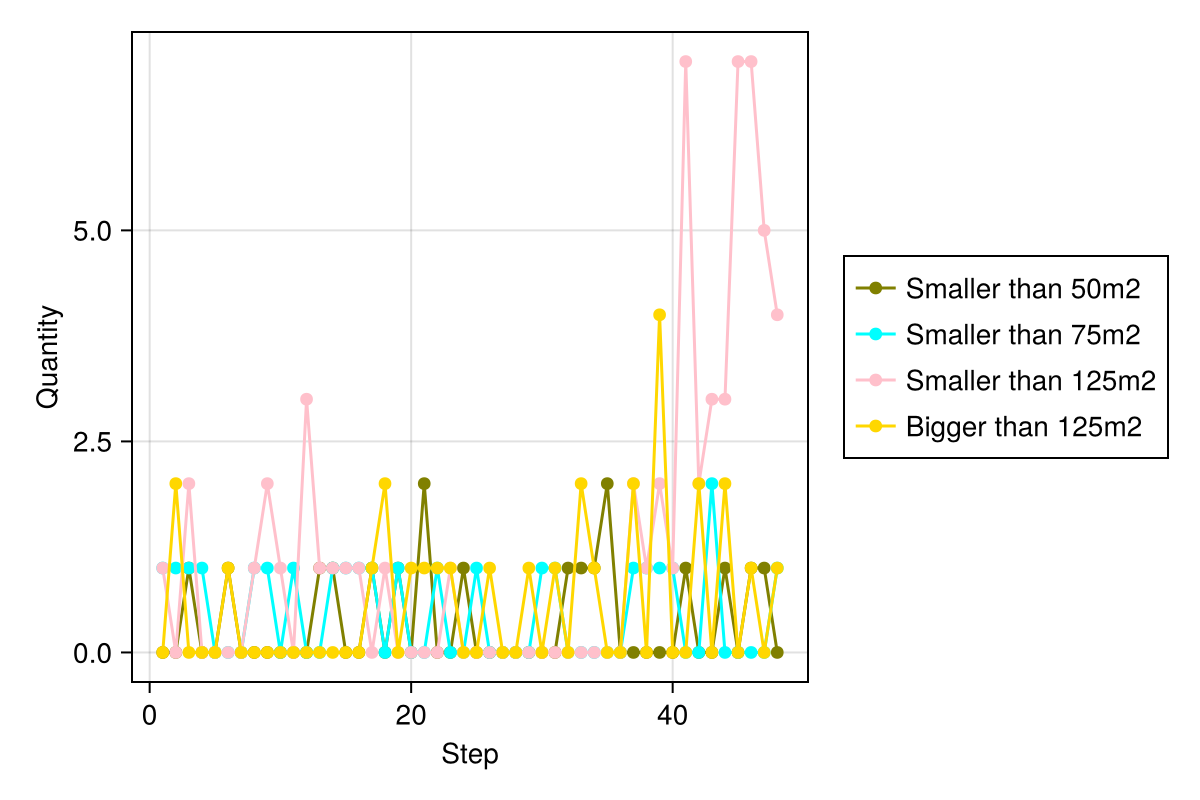 5.0
2.5
0.0
Quantity
0
20
40
Step
Smaller than 50m2
Smaller than 75m2
Smaller than 125m2
Bigger than 125m2